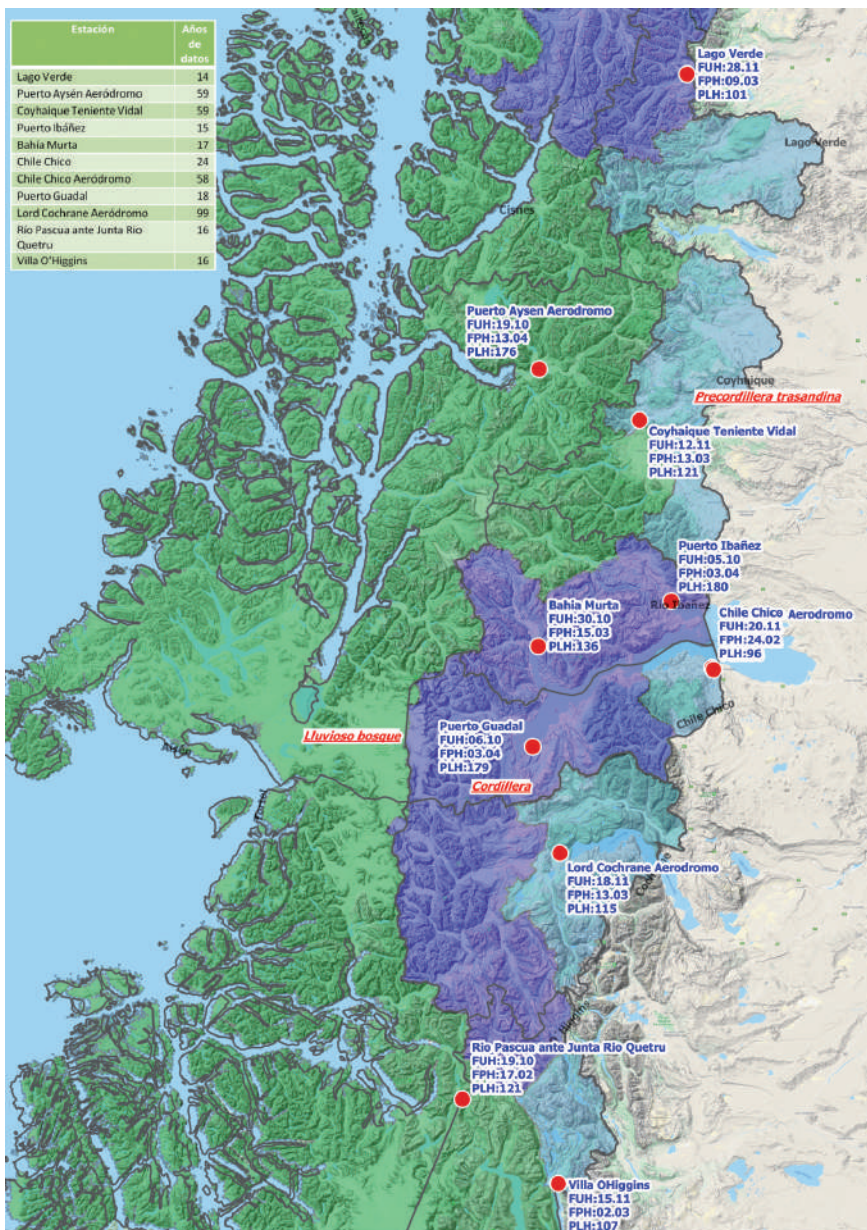 Estación Años de datos
Lago Verde 14
Puerto Aysén Aeródromo 59
Coyhaique Teniente Vidal 59
Puerto Ibáñez 15
Bahía Murta 17
Chile Chico 24
Chile Chico Aeródromo 58
Puerto Guadal 18
Lord Cochrane Aeródromo 99
Río Pascua ante Junta Rio Quetru 16
Villa O'Higgins 16
Lago Verde
FUH:28.11
FPH:09.03
PLH:101
Lago Verde
Cisnes
Puerto Aysen Aerodromo
FUH:19.10
FPH:13.04
PLH:176
Coyhaique
Precordillera trasandina
Coyhaique Teniente Vidal
FUH:12.11
FPH:13.03
PLH:121
Puerto Ibañez
FUH:05.10
FPH:03.04
PLH:180
Río Ibáñez
Bahia Murta
FUH:30.10
FPH:15.03
PLH:136
Chile Chico Aerodromo
FUH:20.11
FPH:24.02
PLH:96
Chile Chico
Lluvioso bosque
Puerto Guadal
FUH:06.10
FPH:03.04
PLH:179
Cordillera
Aisén
Tortel
Lord Cochrane Aerodromo
FUH:18.11
FPH:13.03
PLH:115
Cochrane
Rio Pascua ante Junta Rio Quetru
FUH:19.10
FPH:17.02
PLH:121
Villa OHiggins
FUH:15.11
FPH:02.03
PLH:107